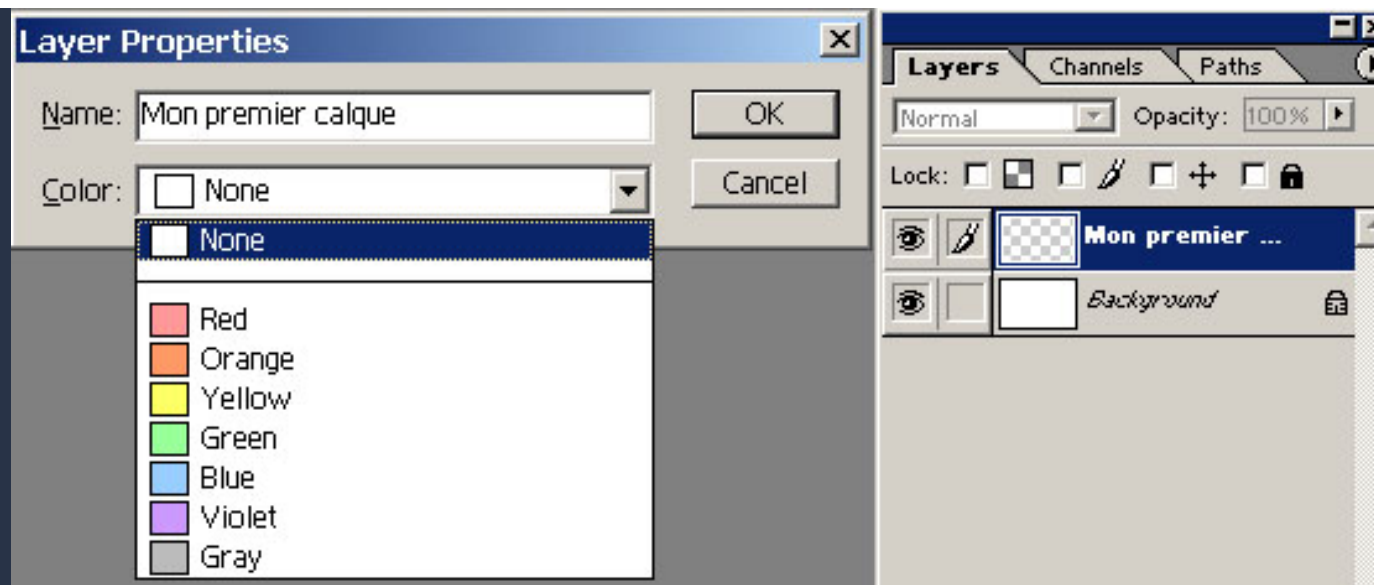 Layer Properties
Name: Mon premier calque
OK
Color: None
Cancel
None
Red
Orange
Yellow
Green
Blue
Violet
Gray
Layers Channels Paths
Normal Opacity: 100%
Lock:
Mon premier ...
Background